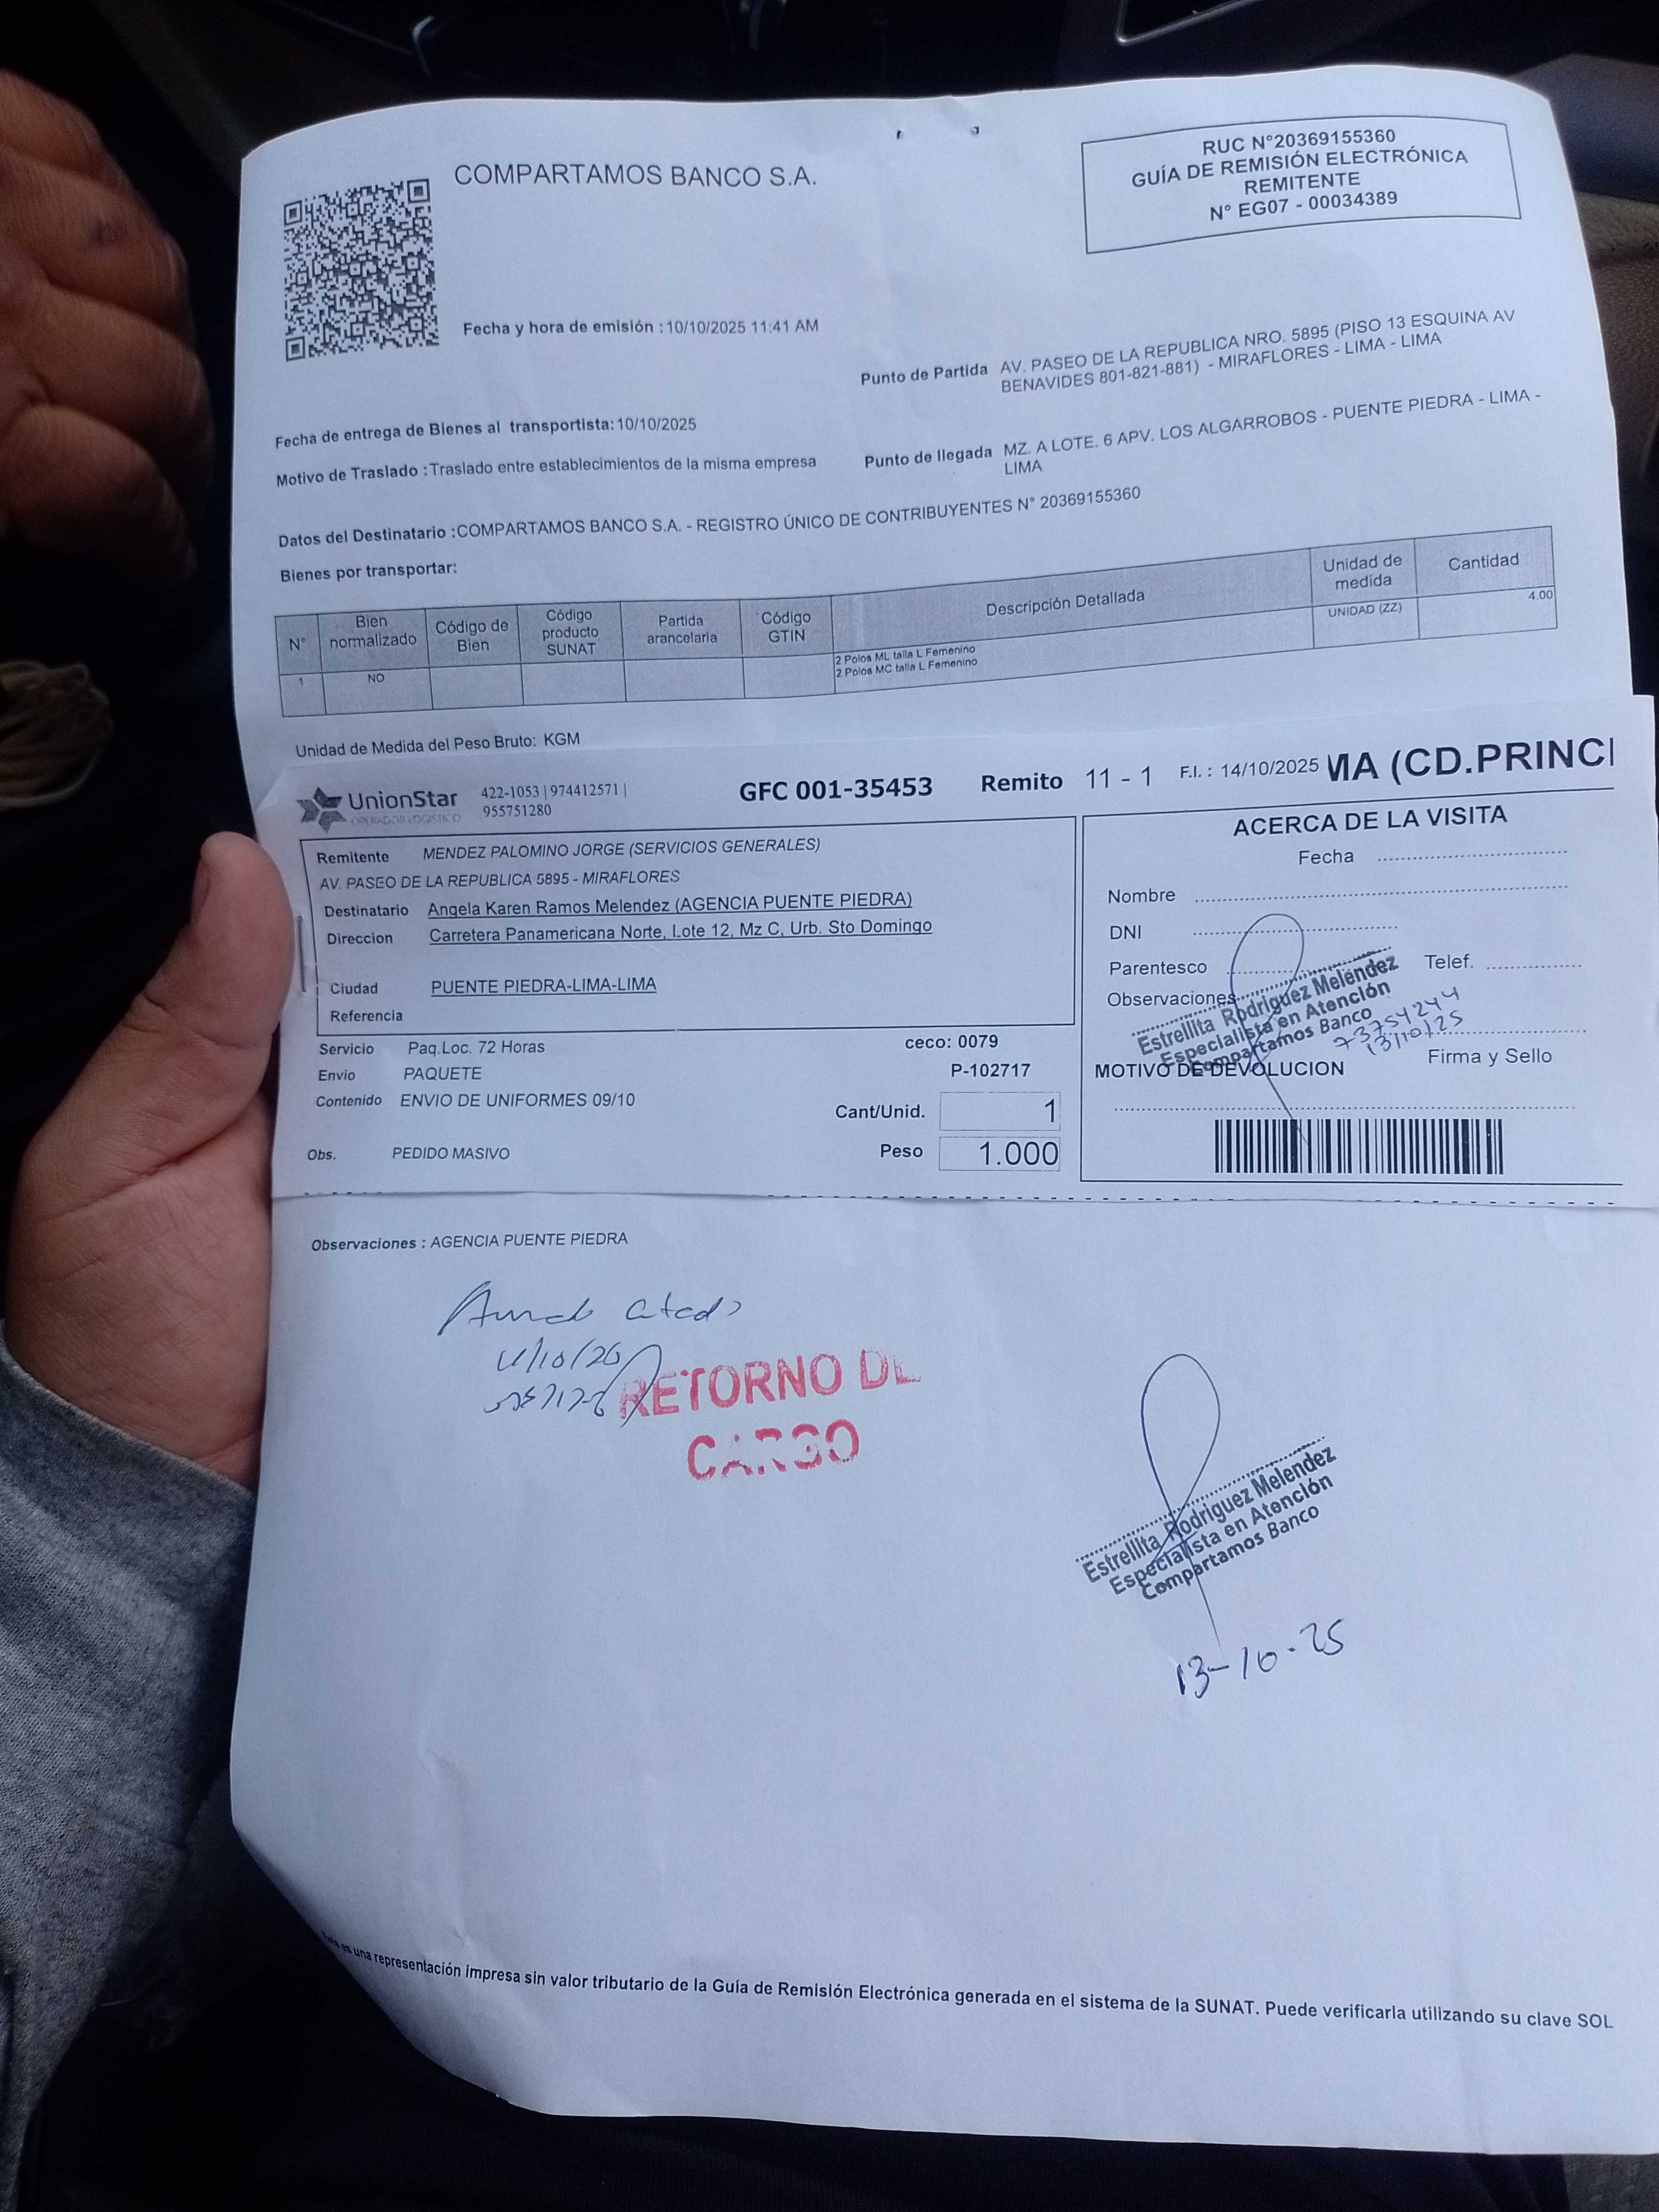 COMPARTAMOS BANCO S.A.
RUC N°20369155360
GUÍA DE REMISIÓN ELECTRÓNICA
REMITENTE
N° EG07 - 00034389
Fecha y hora de emisión : 10/10/2025 11:41 AM
Punto de Partida AV. PASEO DE LA REPUBLICA NRO. 5895 (PISO 13 ESQUINA AV
BENAVIDES 801-821-881) - MIRAFLORES - LIMA - LIMA
Fecha de entrega de Bienes al transportista: 10/10/2025
Motivo de Traslado : Traslado entre establecimientos de la misma empresa
Punto de llegada MZ. A LOTE. 6 APV. LOS ALGARROBOS - PUENTE PIEDRA - LIMA -
LIMA
Datos del Destinatario : COMPARTAMOS BANCO S.A. - REGISTRO ÚNICO DE CONTRIBUYENTES N° 20369155360
Bienes por transportar:
N° Bien normalizado Código de Bien Código producto SUNAT Partida arancelaria Código GTIN Descripción Detallada Unidad de medida Cantidad
1 NO 2 Polos ML talla L Femenino UNIDAD (ZZ) 4.00
2 Polos MC talla L Femenino
Unidad de Medida del Peso Bruto: KGM
UnionStar
OPERADOR LOGISTICO
422-1053 | 974412571 |
955751280
GFC 001-35453 Remito 11 - 1 F.I. : 14/10/2025 MA (CD.PRINCI
Remitente MENDEZ PALOMINO JORGE (SERVICIOS GENERALES)
AV. PASEO DE LA REPUBLICA 5895 - MIRAFLORES
Destinatario Angela Karen Ramos Melendez (AGENCIA PUENTE PIEDRA)
Direccion Carretera Panamericana Norte, Lote 12, Mz C, Urb. Sto Domingo
Ciudad PUENTE PIEDRA-LIMA-LIMA
Referencia
Servicio Paq.Loc. 72 Horas
Envio PAQUETE
Contenido ENVIO DE UNIFORMES 09/10
Obs. PEDIDO MASIVO
ceco: 0079
P-102717
Cant/Unid. 1
Peso 1.000
ACERCA DE LA VISITA
Fecha
Nombre
DNI
Parentesco Telef.
Observaciones
Estrellita Rodriguez Meléndez
Especialista en Atención
Compartamos Banco
73754244
13/10/25
MOTIVO DE DEVOLUCION Firma y Sello
Observaciones : AGENCIA PUENTE PIEDRA
RETORNO DE
CARGO
Estrellita Rodriguez Melendez
Especialista en Atención
Compartamos Banco
13-10-25
es una representación impresa sin valor tributario de la Guía de Remisión Electrónica generada en el sistema de la SUNAT. Puede verificarla utilizando su clave SOL